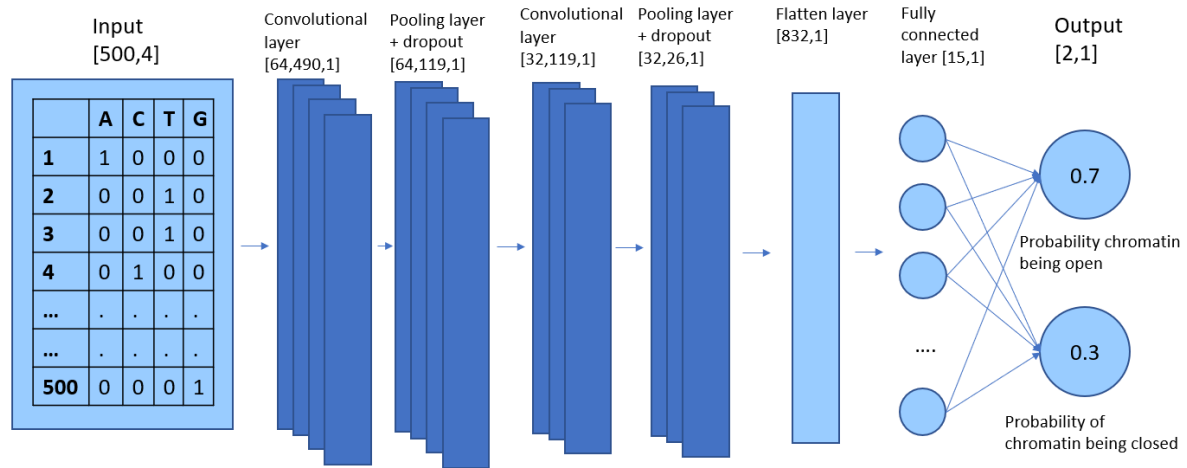 Input
[500,4]
Convolutional
layer
[64,490,1]
Pooling layer
+ dropout
[64,119,1]
Convolutional
layer
[32,119,1]
Pooling layer
+ dropout
[32,26,1]
Flatten layer
[832,1]
Fully
connected
layer [15,1]
Output
[2,1]
A C T G
1 1 0 0 0
2 0 0 1 0
3 0 0 1 0
4 0 1 0 0
... . . . .
... . . . .
500 0 0 0 1
....
0.7
Probability chromatin
being open
0.3
Probability of
chromatin being closed